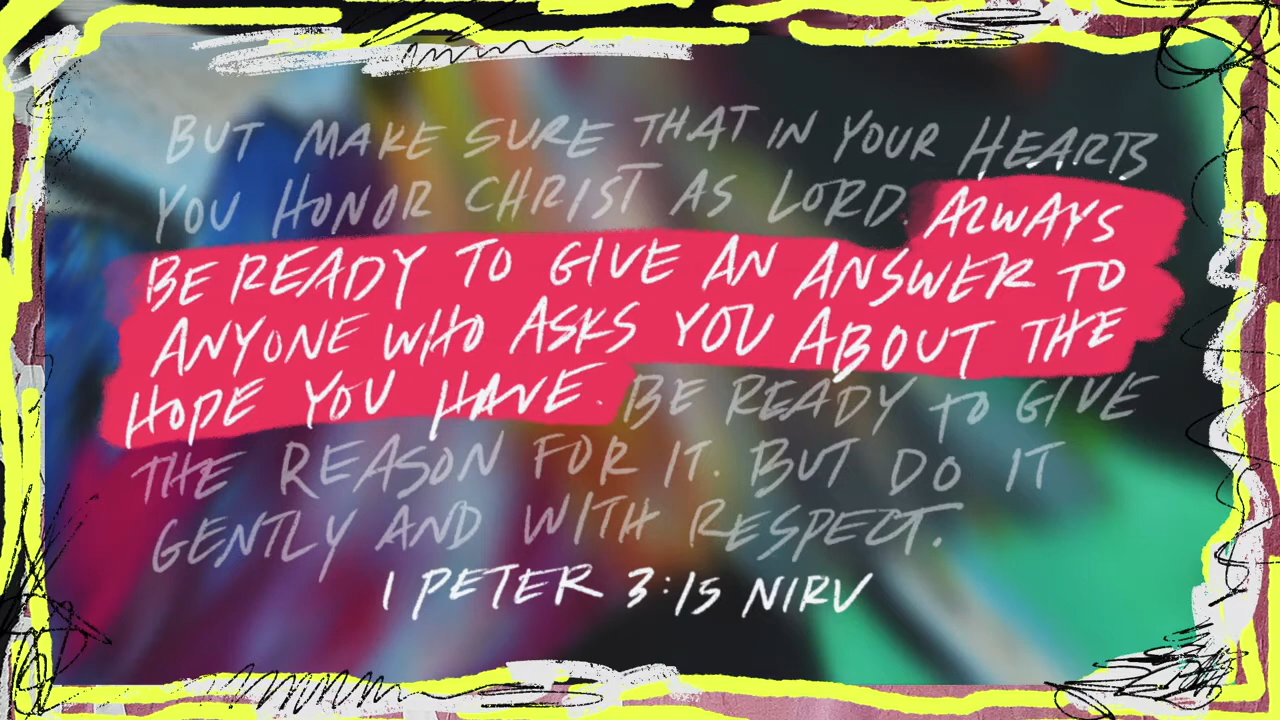 BUT MAKE SURE THAT IN YOUR HEARTS
YOU HONOR CHRIST AS LORD. ALWAYS
BE READY TO GIVE AN ANSWER TO
ANYONE WHO ASKS YOU ABOUT THE
HOPE YOU HAVE. BE READY TO GIVE
THE REASON FOR IT. BUT DO IT
GENTLY AND WITH RESPECT.
1 PETER 3:15 NIRV